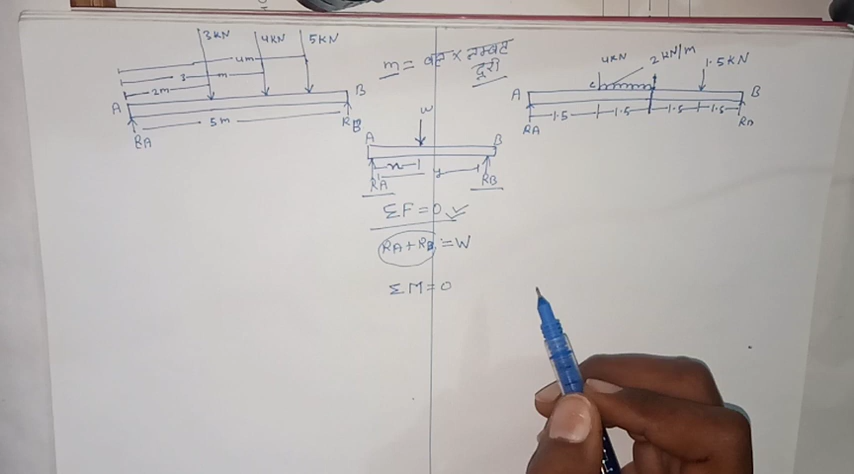 3KN 4KN 5KN
4m
3 m
2m
A B
5m
RA RB
m = बल × लम्बवत
दूरी
W
A B
x y
RA RB
ΣF=0
RA+RB=W
ΣM=0
4KN 2KN/m 1.5KN
A C B
1.5 1.5 1.5 1.5
RA RB